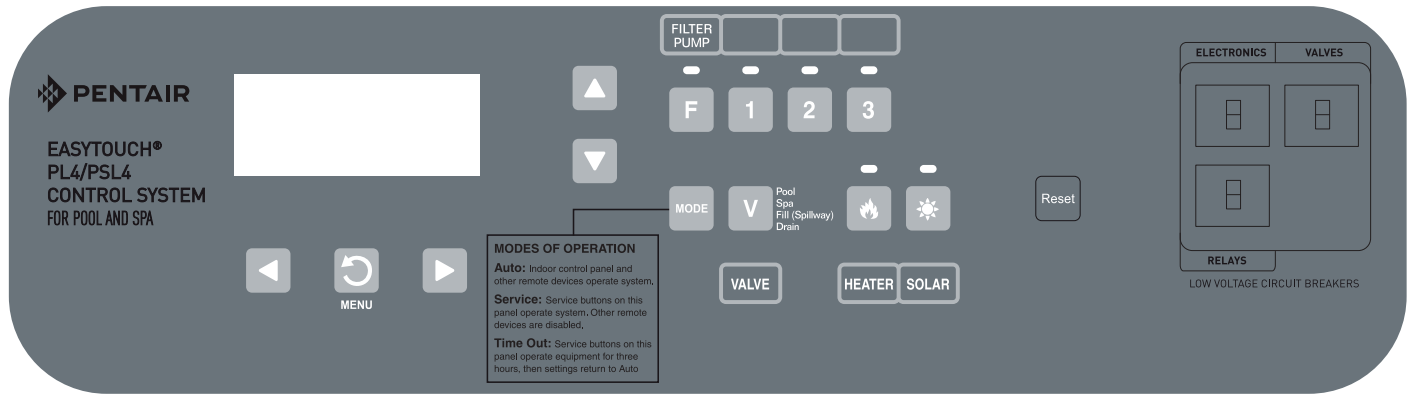 PENTAIR
EASYTOUCH®
PL4/PSL4
CONTROL SYSTEM
FOR POOL AND SPA
MENU
FILTER
PUMP
F
1
2
3
MODE
V
Pool
Spa
Fill (Spillway)
Drain
MODES OF OPERATION
Auto: Indoor control panel and
other remote devices operate system.
Service: Service buttons on this
panel operate system. Other remote
devices are disabled.
Time Out: Service buttons on this
panel operate equipment for three
hours, then settings return to Auto
VALVE
HEATER
SOLAR
Reset
ELECTRONICS
VALVES
RELAYS
LOW VOLTAGE CIRCUIT BREAKERS